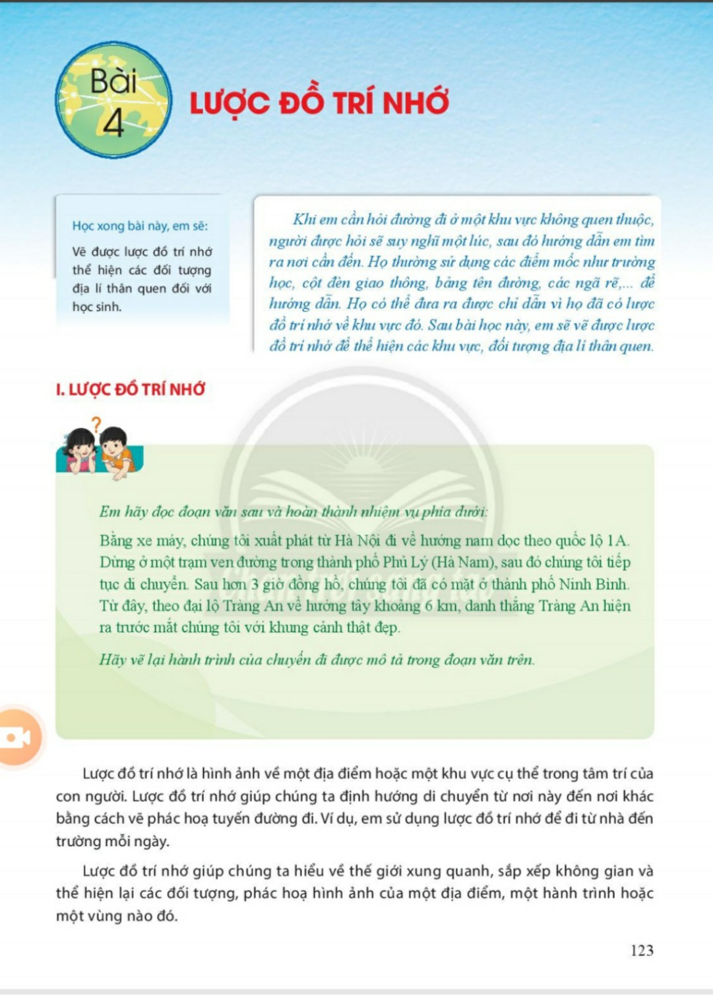 Bài
4
LƯỢC ĐỒ TRÍ NHỚ
Học xong bài này, em sẽ:
Vẽ được lược đồ trí nhớ
thể hiện các đối tượng
địa lí thân quen đối với
học sinh.
Khi em cần hỏi đường đi ở một khu vực không quen thuộc,
người được hỏi sẽ suy nghĩ một lúc, sau đó hướng dẫn em tìm
ra nơi cần đến. Họ thường sử dụng các điểm mốc như trường
học, cột đèn giao thông, bảng tên đường, các ngã rẽ,... để
hướng dẫn. Họ có thể đưa ra được chỉ dẫn vì họ đã có lược
đồ trí nhớ về khu vực đó. Sau bài học này, em sẽ vẽ được lược
đồ trí nhớ để thể hiện các khu vực, đối tượng địa lí thân quen.
I. LƯỢC ĐỒ TRÍ NHỚ
?
Em hãy đọc đoạn văn sau và hoàn thành nhiệm vụ phía dưới:
Bằng xe máy, chúng tôi xuất phát từ Hà Nội đi về hướng nam dọc theo quốc lộ 1A.
Dừng ở một trạm ven đường trong thành phố Phủ Lý (Hà Nam), sau đó chúng tôi tiếp
tục di chuyển. Sau hơn 3 giờ đồng hồ, chúng tôi đã có mặt ở thành phố Ninh Bình.
Từ đây, theo đại lộ Tràng An về hướng tây khoảng 6 km, danh thắng Tràng An hiện
ra trước mắt chúng tôi với khung cảnh thật đẹp.
Hãy vẽ lại hành trình của chuyến đi được mô tả trong đoạn văn trên.
Chân trời sáng tạo
Lược đồ trí nhớ là hình ảnh về một địa điểm hoặc một khu vực cụ thể trong tâm trí của
con người. Lược đồ trí nhớ giúp chúng ta định hướng di chuyển từ nơi này đến nơi khác
bằng cách vẽ phác hoạ tuyến đường đi. Ví dụ, em sử dụng lược đồ trí nhớ để đi từ nhà đến
trường mỗi ngày.
Lược đồ trí nhớ giúp chúng ta hiểu về thế giới xung quanh, sắp xếp không gian và
thể hiện lại các đối tượng, phác hoạ hình ảnh của một địa điểm, một hành trình hoặc
một vùng nào đó.
123